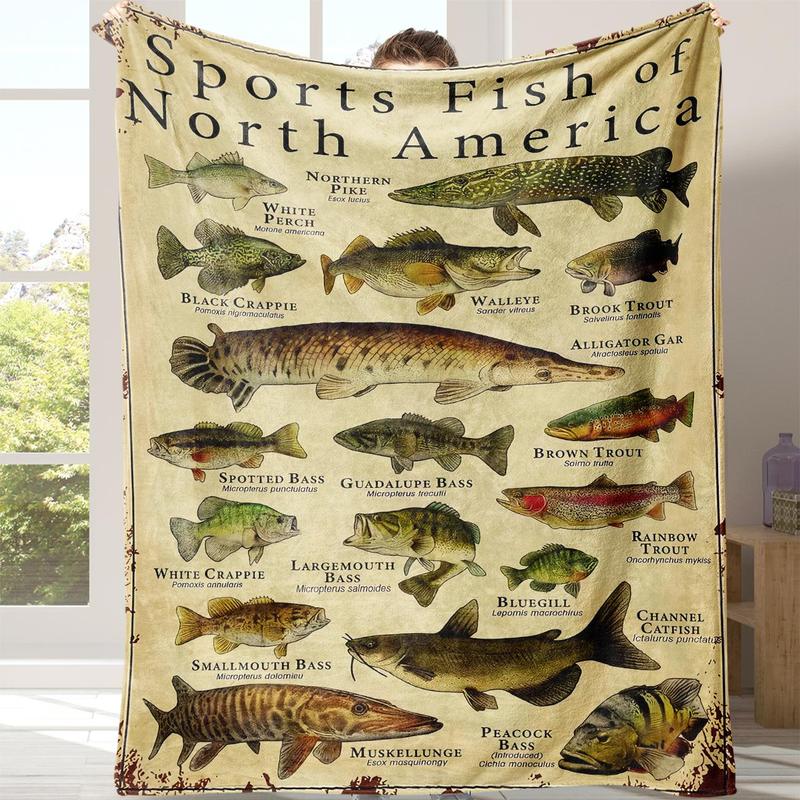 Sports Fish of
North America
NORTHERN
PIKE
Esox lucius
WHITE
PERCH
Morone americana
BLACK CRAPPIE
Pomoxis nigromaculatus
WALLEYE
Sander vitreus
BROOK TROUT
Salvelinus fontinalis
ALLIGATOR GAR
Atractosteus spatula
BROWN TROUT
Salmo trutta
SPOTTED BASS
Micropterus punctulatus
GUADALUPE BASS
Micropterus treculii
RAINBOW
TROUT
Oncorhynchus mykiss
WHITE CRAPPIE
Pomoxis annularis
LARGEMOUTH
BASS
Micropterus salmoides
BLUEGILL
Lepomis macrochirus
CHANNEL
CATFISH
Ictalurus punctatus
SMALLMOUTH BASS
Micropterus dolomieu
MUSKELLUNGE
Esox masquinongy
PEACOCK
BASS
(Introduced)
Cichla monoculus